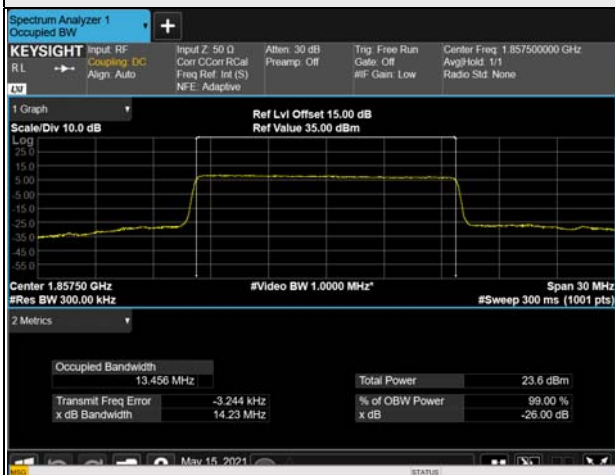 Spectrum Analyzer 1
Occupied BW
KEYSIGHT
Input: RF
Coupling: DC
Align: Auto
Input Z: 50 Ω
Corr CCorr RCal
Freq Ref: Int (S)
NFE: Adaptive
Atten: 30 dB
Preamp: Off
Trig: Free Run
Gate: Off
#IF Gain: Low
Center Freq: 1.857500000 GHz
Avg|Hold: 1/1
Radio Std: None
R L
LXI
1 Graph
Scale/Div 10.0 dB
Ref Lvl Offset 15.00 dB
Ref Value 35.00 dBm
Log
25.0
15.0
5.00
-5.00
-15.0
-25.0
-35.0
-45.0
-55.0
Center 1.85750 GHz
#Res BW 300.00 kHz
#Video BW 1.0000 MHz*
Span 30 MHz
#Sweep 300 ms (1001 pts)
2 Metrics
Occupied Bandwidth
13.456 MHz
Transmit Freq Error -3.244 kHz
x dB Bandwidth 14.23 MHz
Total Power 23.6 dBm
% of OBW Power 99.00 %
x dB -26.00 dB
May 15, 2021
MSG
STATUS